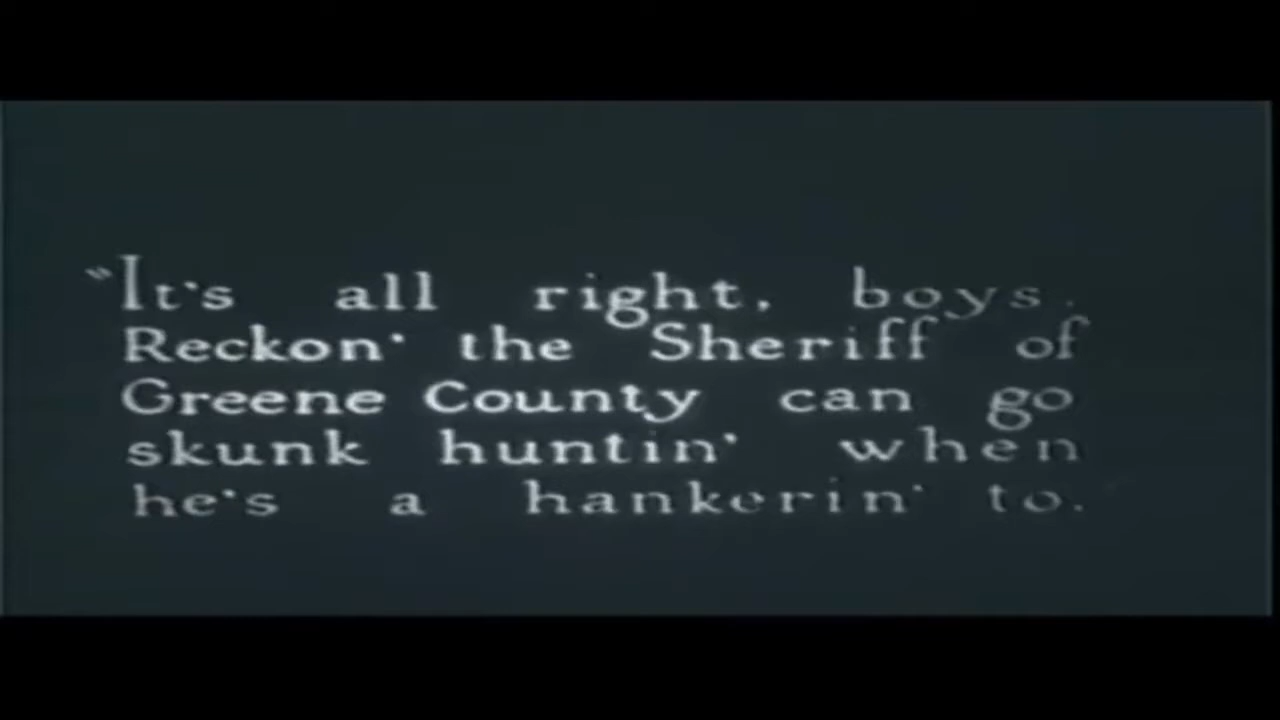 "It's all right, boys.
Reckon' the Sheriff of
Greene County can go
skunk huntin' when
he's a hankerin' to.